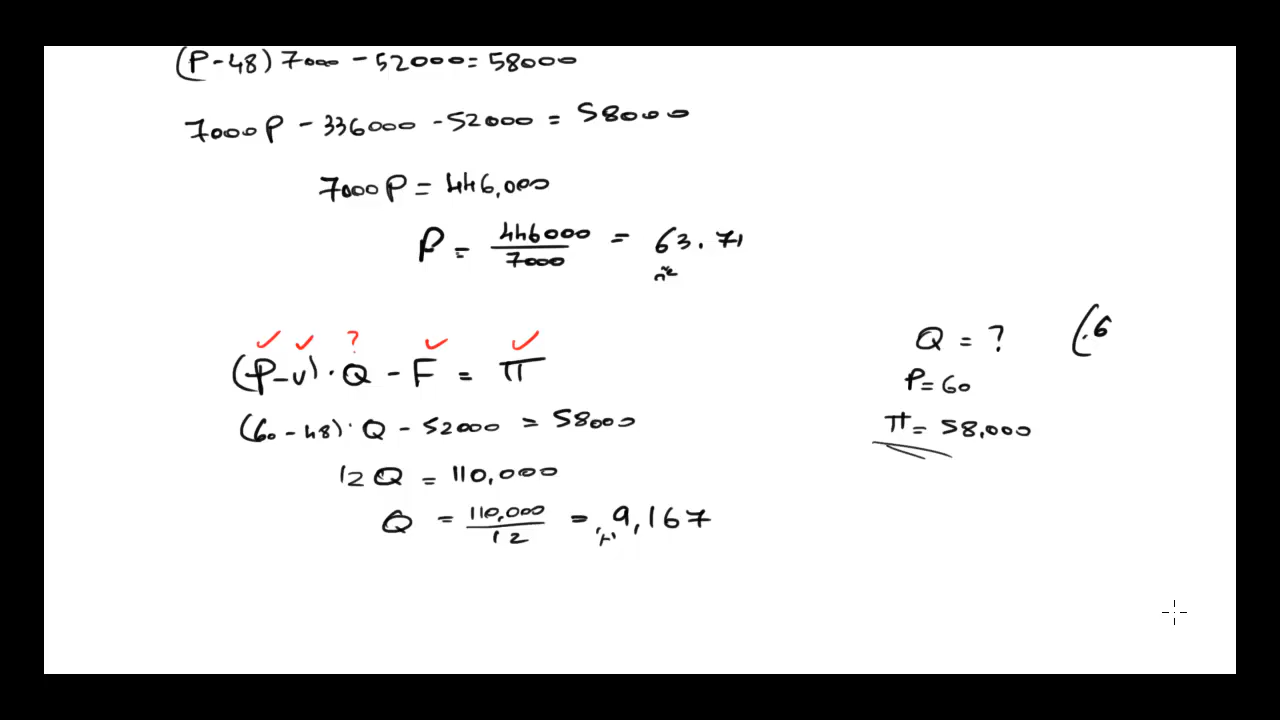 (P-48) 7000 - 52000 = 58000
7000P - 336000 - 52000 = 58000
7000P = 446,000
P = 446000 / 7000 = 63.71
✓ ✓ ? ✓ ✓
(P-v) · Q - F = π
(60-48) · Q - 52000 = 58000
12Q = 110,000
Q = 110,000 / 12 = 9,167
Q = ?
(.6
P = 60
π = 58,000